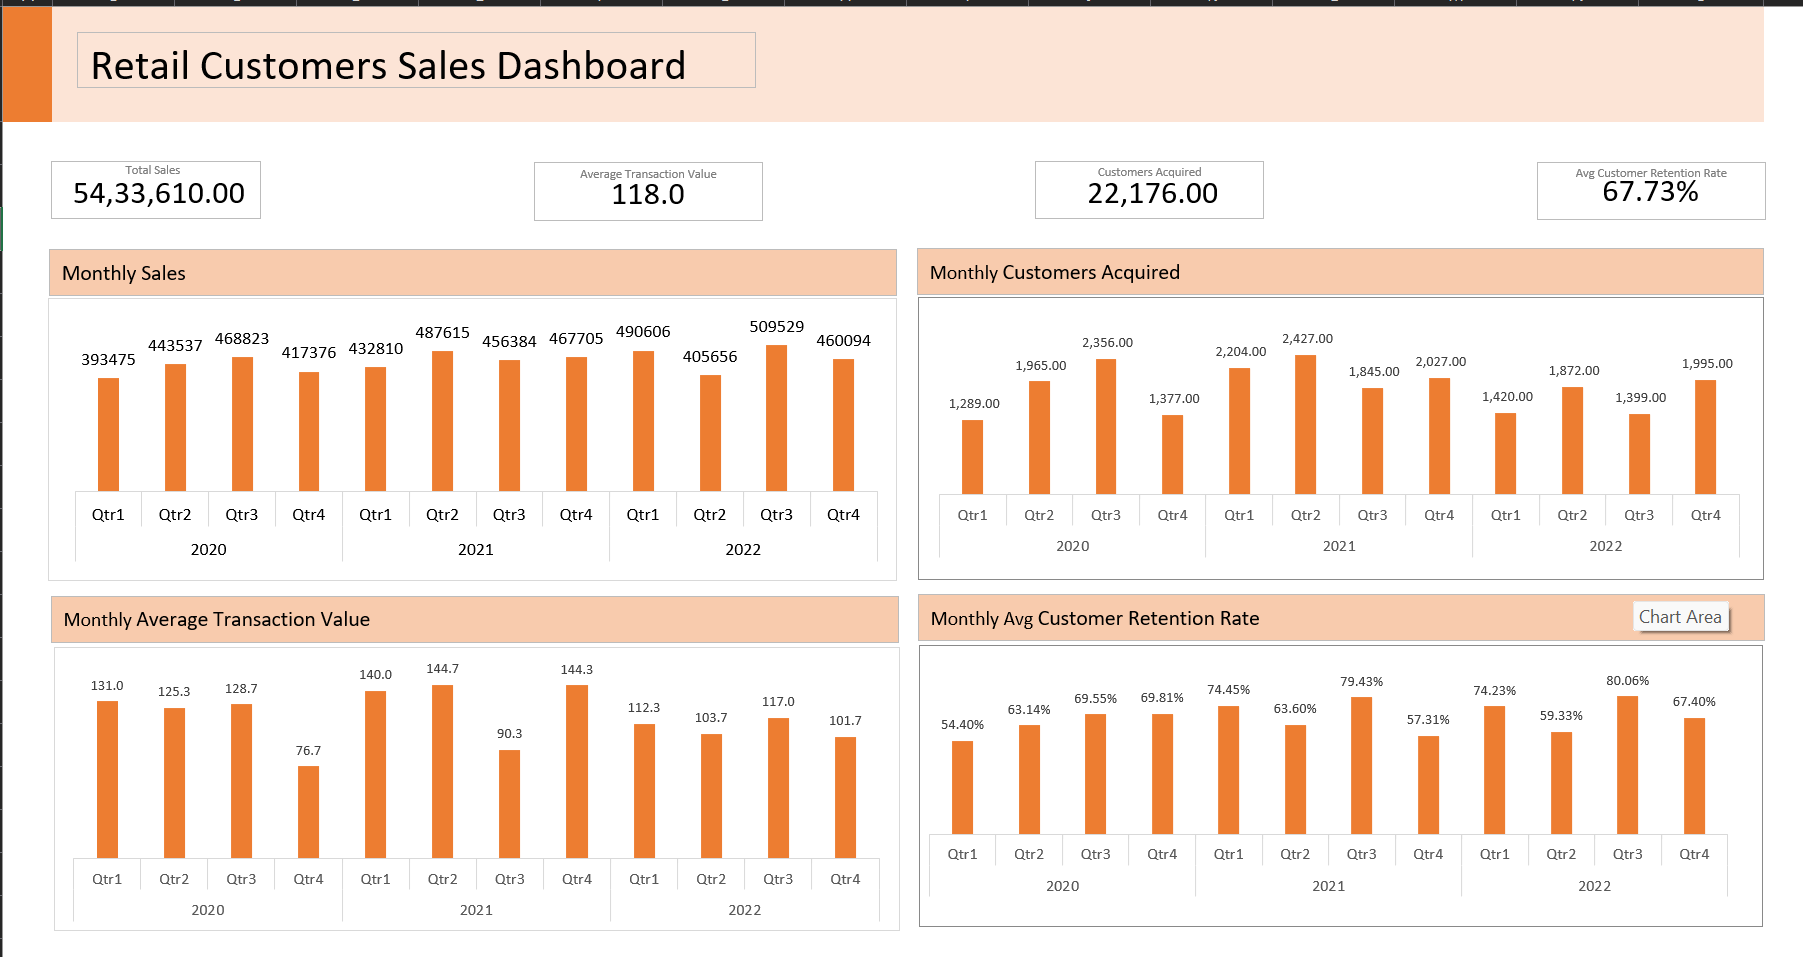 Retail Customers Sales Dashboard
Total Sales
54,33,610.00
Average Transaction Value
118.0
Customers Acquired
22,176.00
Avg Customer Retention Rate
67.73%
Monthly Sales
393475 443537 468823 417376 432810 487615 456384 467705 490606 405656 509529 460094
Qtr1 Qtr2 Qtr3 Qtr4 Qtr1 Qtr2 Qtr3 Qtr4 Qtr1 Qtr2 Qtr3 Qtr4
2020 2021 2022
Monthly Customers Acquired
1,289.00 1,965.00 2,356.00 1,377.00 2,204.00 2,427.00 1,845.00 2,027.00 1,420.00 1,872.00 1,399.00 1,995.00
Qtr1 Qtr2 Qtr3 Qtr4 Qtr1 Qtr2 Qtr3 Qtr4 Qtr1 Qtr2 Qtr3 Qtr4
2020 2021 2022
Monthly Average Transaction Value
131.0 125.3 128.7 76.7 140.0 144.7 90.3 144.3 112.3 103.7 117.0 101.7
Qtr1 Qtr2 Qtr3 Qtr4 Qtr1 Qtr2 Qtr3 Qtr4 Qtr1 Qtr2 Qtr3 Qtr4
2020 2021 2022
Monthly Avg Customer Retention Rate
Chart Area
54.40% 63.14% 69.55% 69.81% 74.45% 63.60% 79.43% 57.31% 74.23% 59.33% 80.06% 67.40%
Qtr1 Qtr2 Qtr3 Qtr4 Qtr1 Qtr2 Qtr3 Qtr4 Qtr1 Qtr2 Qtr3 Qtr4
2020 2021 2022